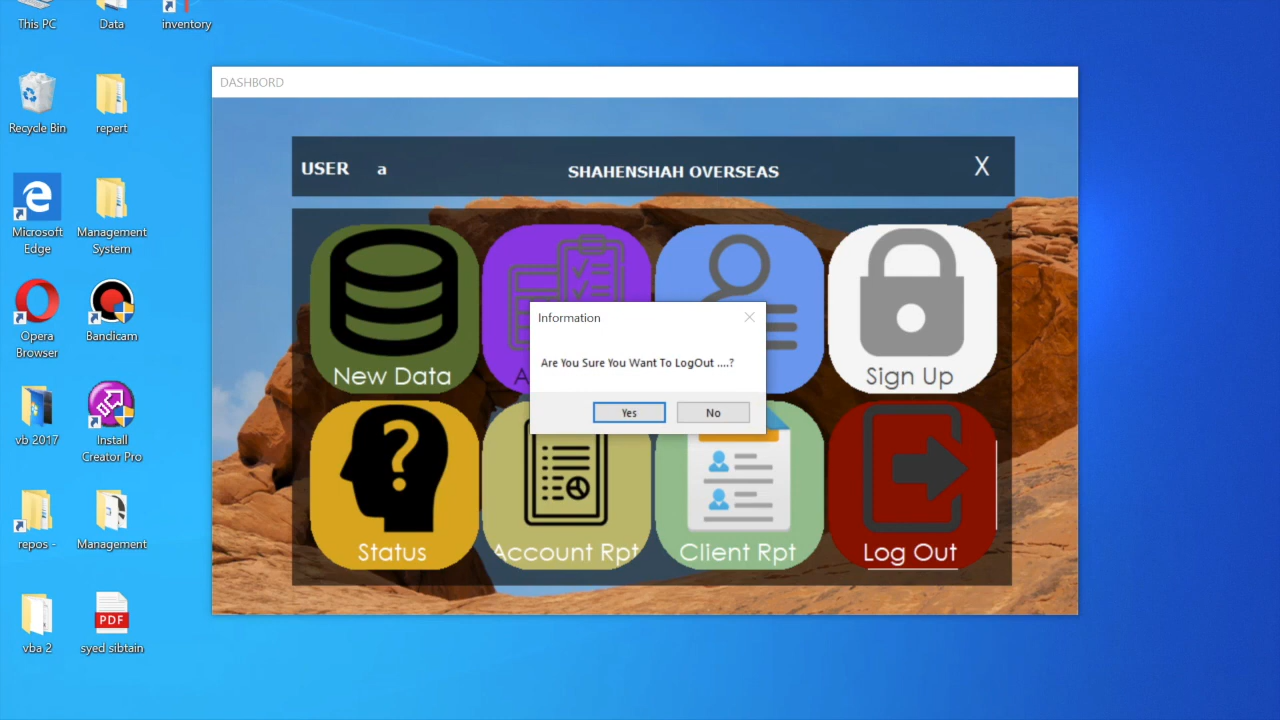 This PC
Data
inventory
Recycle Bin
repert
Microsoft
Edge
Management
System
Opera
Browser
Bandicam
vb 2017
Install
Creator Pro
repos -
Management
vba 2
PDF
syed sibtain
DASHBORD
USER a
SHAHENSHAH OVERSEAS
X
New Data
A
Sign Up
Information
Are You Sure You Want To LogOut ....?
Yes
No
Status
Account Rpt
Client Rpt
Log Out